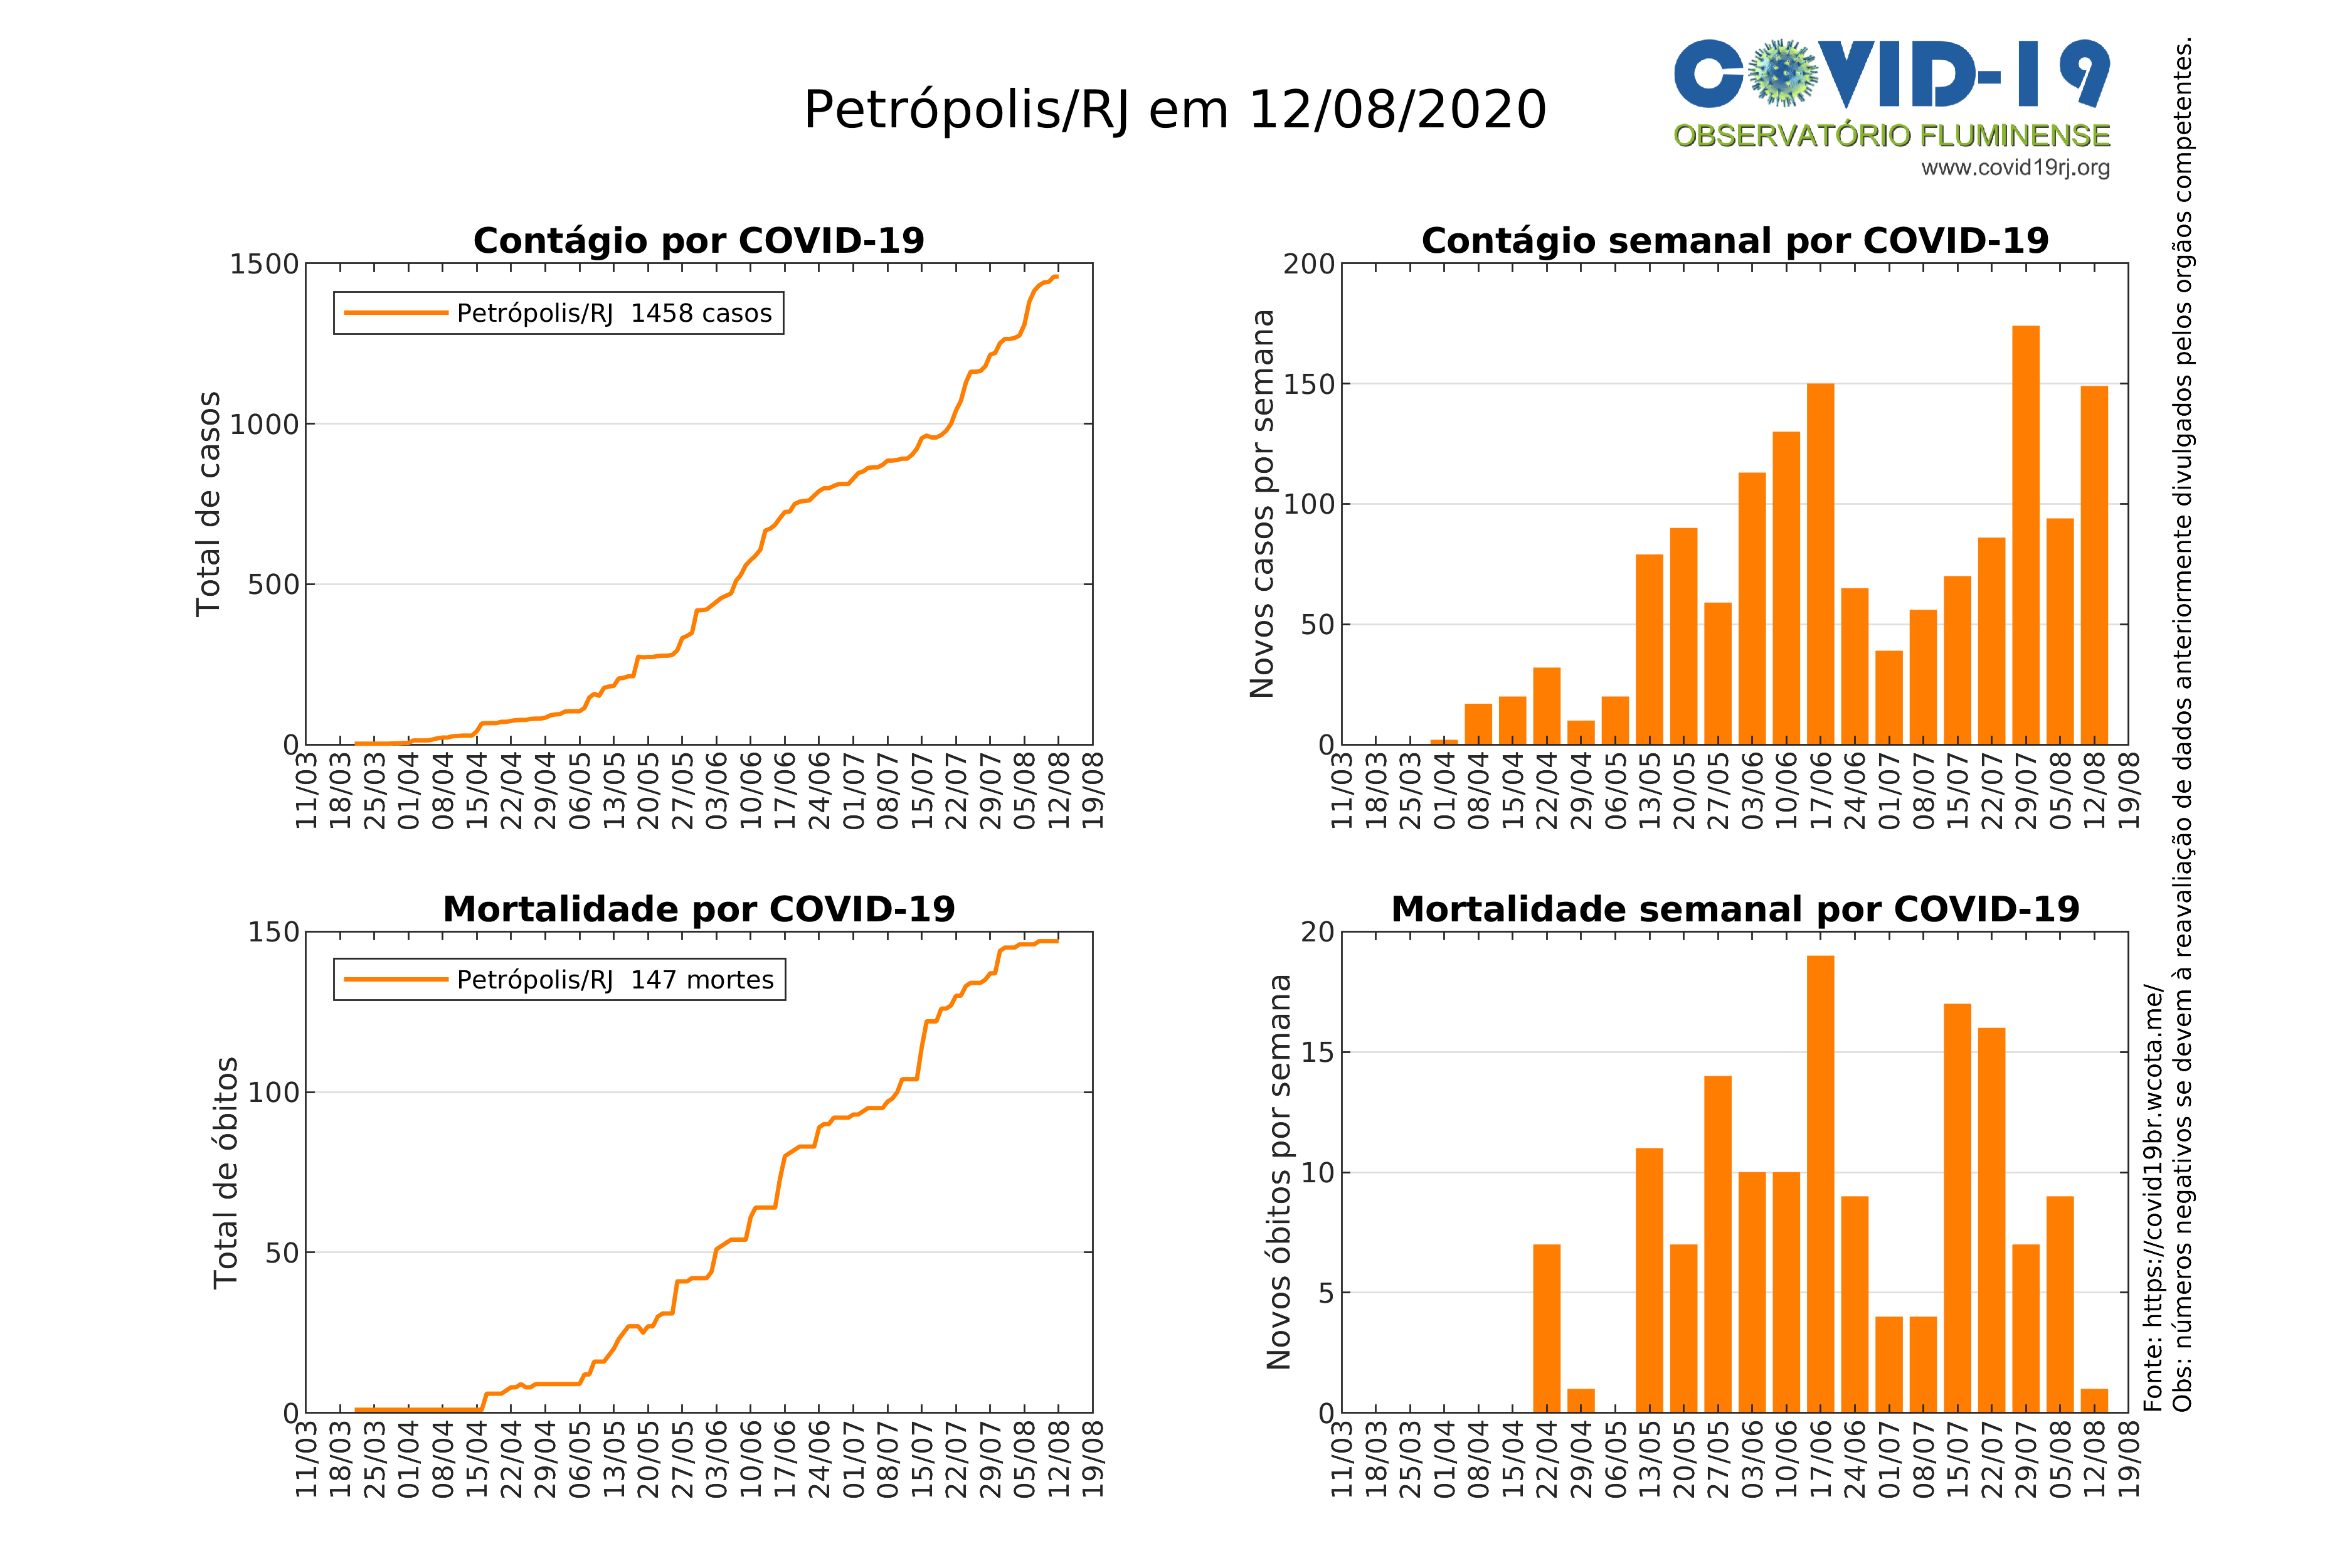 Petrópolis/RJ em 12/08/2020
COVID-19
OBSERVATÓRIO FLUMINENSE
www.covid19rj.org
Contágio por COVID-19
Total de casos
1500
1000
500
0
Petrópolis/RJ 1458 casos
11/03 18/03 25/03 01/04 08/04 15/04 22/04 29/04 06/05 13/05 20/05 27/05 03/06 10/06 17/06 24/06 01/07 08/07 15/07 22/07 29/07 05/08 12/08 19/08
Contágio semanal por COVID-19
Novos casos por semana
200
150
100
50
0
11/03 18/03 25/03 01/04 08/04 15/04 22/04 29/04 06/05 13/05 20/05 27/05 03/06 10/06 17/06 24/06 01/07 08/07 15/07 22/07 29/07 05/08 12/08 19/08
Mortalidade por COVID-19
Total de óbitos
150
100
50
0
Petrópolis/RJ 147 mortes
11/03 18/03 25/03 01/04 08/04 15/04 22/04 29/04 06/05 13/05 20/05 27/05 03/06 10/06 17/06 24/06 01/07 08/07 15/07 22/07 29/07 05/08 12/08 19/08
Mortalidade semanal por COVID-19
Novos óbitos por semana
20
15
10
5
0
11/03 18/03 25/03 01/04 08/04 15/04 22/04 29/04 06/05 13/05 20/05 27/05 03/06 10/06 17/06 24/06 01/07 08/07 15/07 22/07 29/07 05/08 12/08 19/08
Fonte: https://covid19br.wcota.me/
Obs: números negativos se devem à reavaliação de dados anteriormente divulgados pelos orgãos competentes.